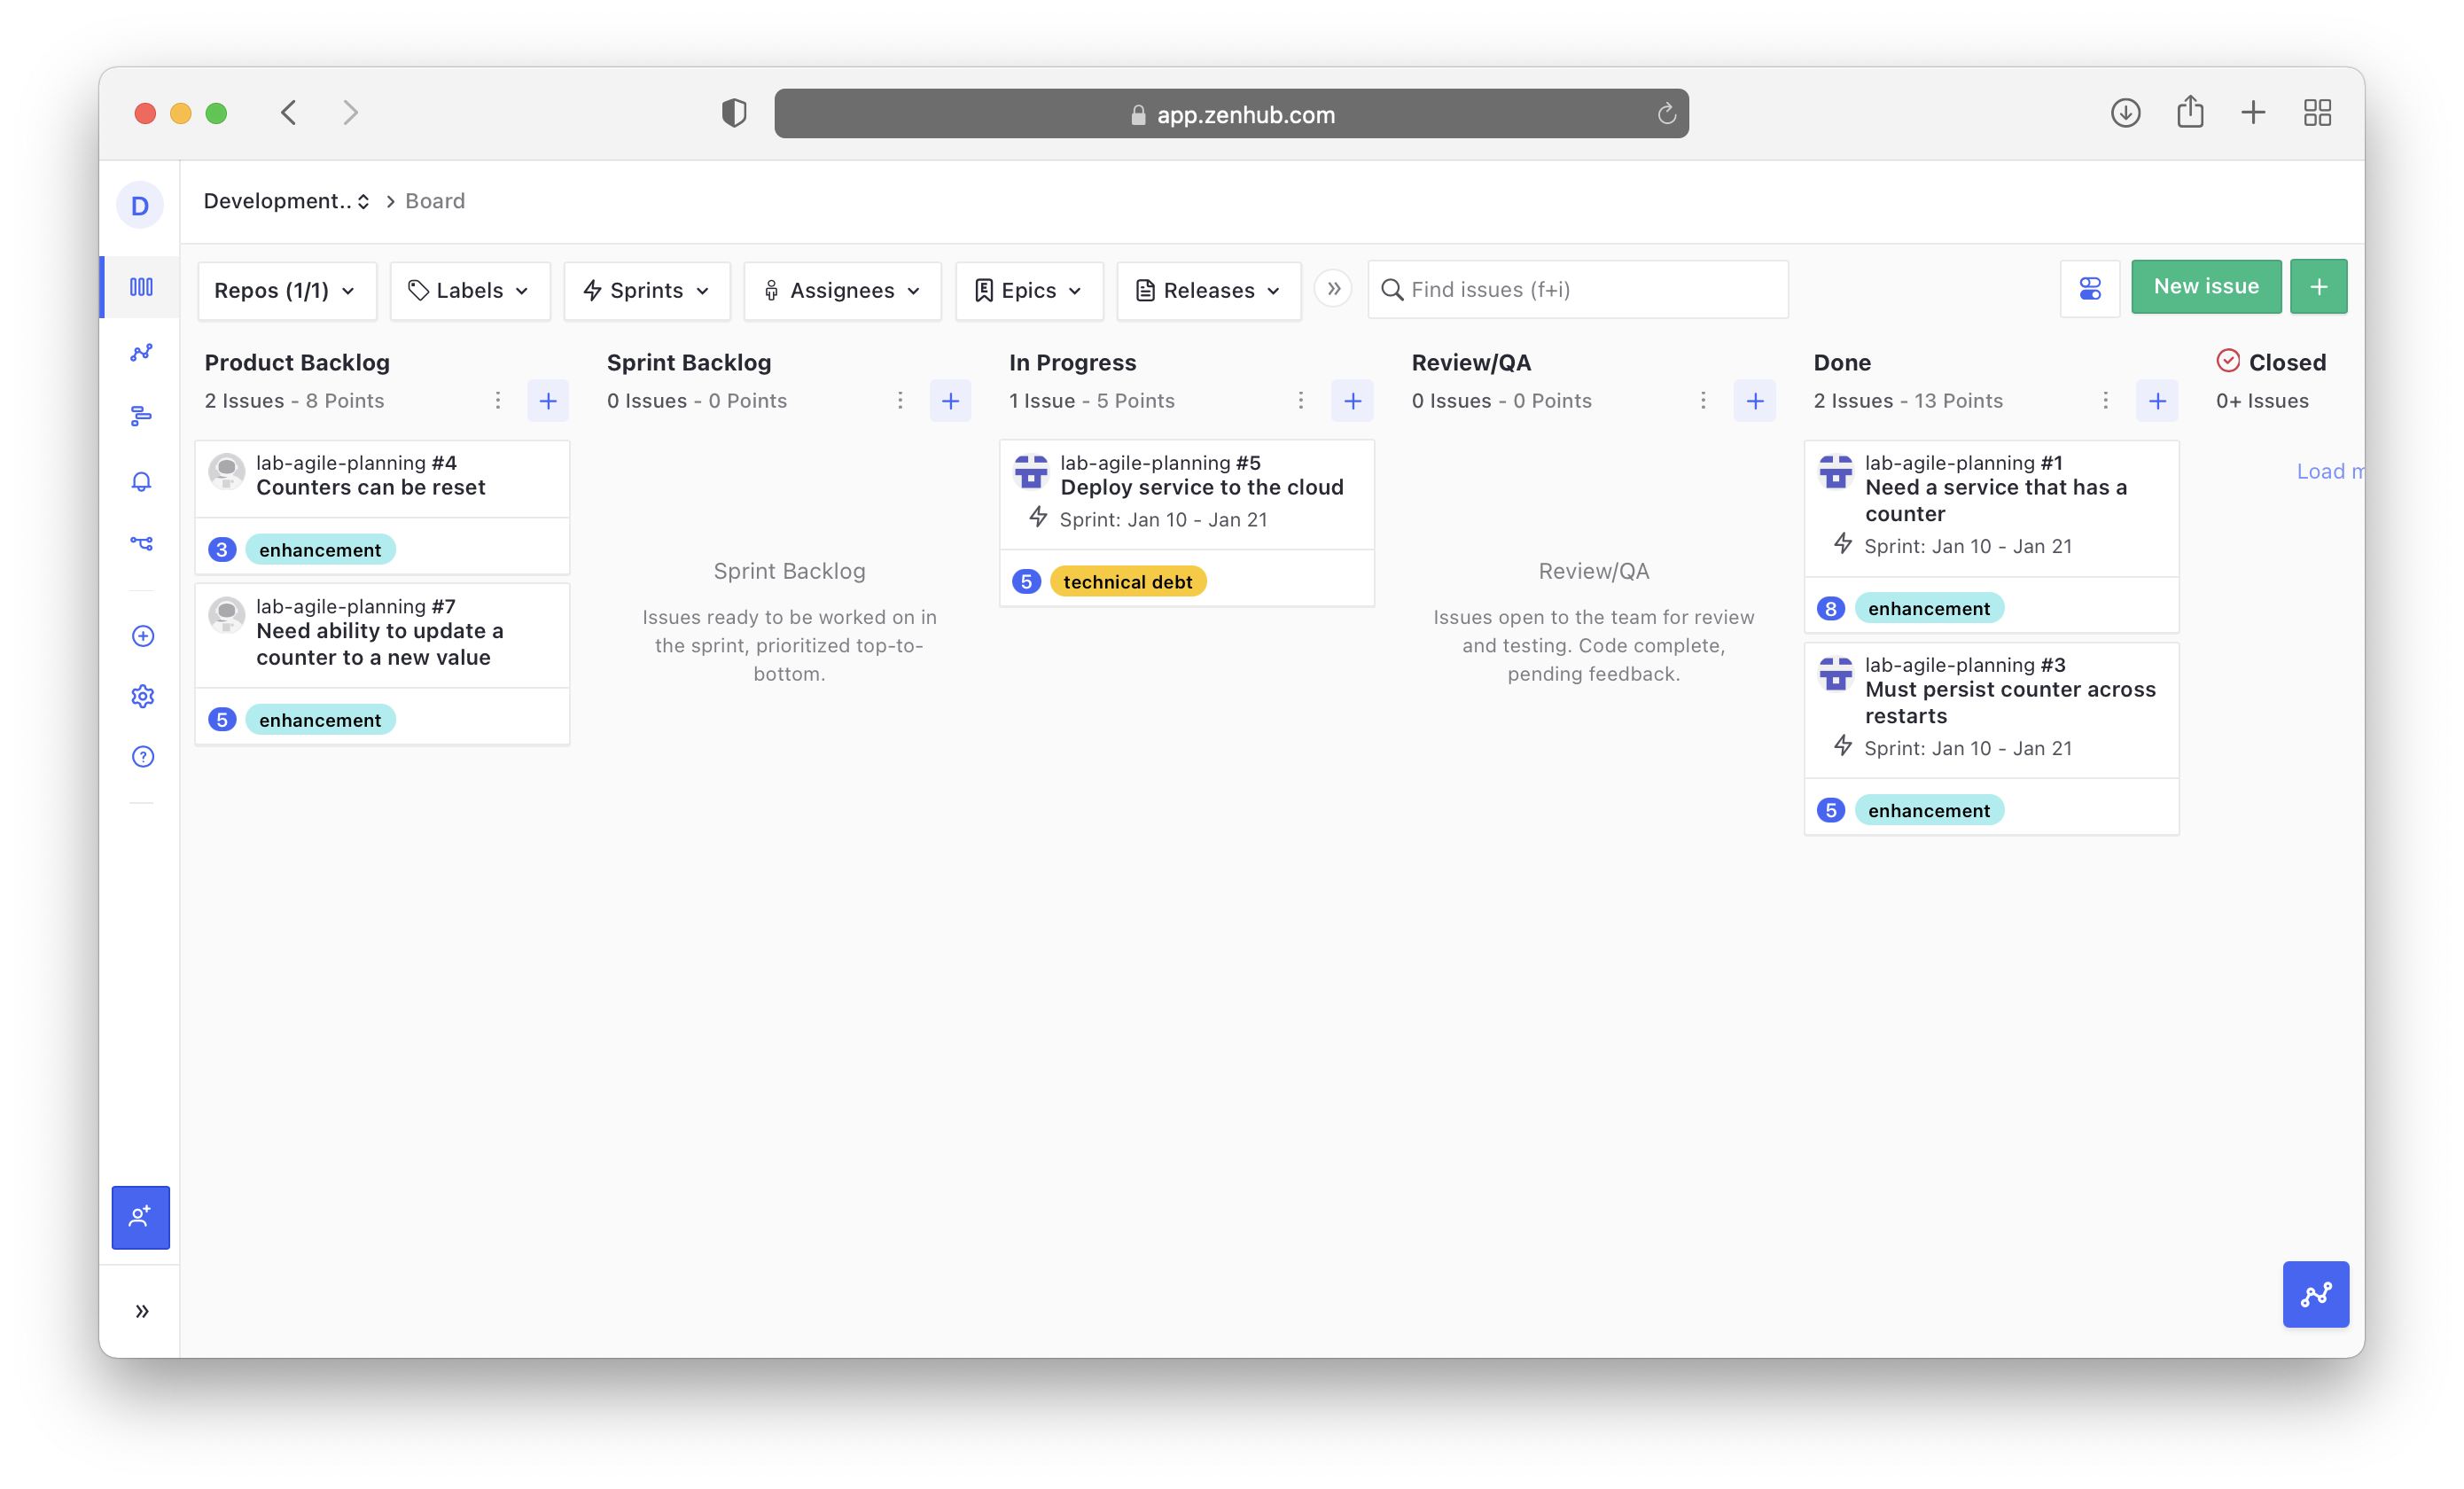 app.zenhub.com
D
Development.. > Board
Repos (1/1)
Labels
Sprints
Assignees
Epics
Releases
Find issues (f+i)
New issue
Product Backlog
2 Issues - 8 Points
lab-agile-planning #4
Counters can be reset
3 enhancement
lab-agile-planning #7
Need ability to update a
counter to a new value
5 enhancement
Sprint Backlog
0 Issues - 0 Points
Sprint Backlog
Issues ready to be worked on in
the sprint, prioritized top-to-
bottom.
In Progress
1 Issue - 5 Points
lab-agile-planning #5
Deploy service to the cloud
Sprint: Jan 10 - Jan 21
5 technical debt
Review/QA
0 Issues - 0 Points
Review/QA
Issues open to the team for review
and testing. Code complete,
pending feedback.
Done
2 Issues - 13 Points
lab-agile-planning #1
Need a service that has a
counter
Sprint: Jan 10 - Jan 21
8 enhancement
lab-agile-planning #3
Must persist counter across
restarts
Sprint: Jan 10 - Jan 21
5 enhancement
Closed
0+ Issues
Load